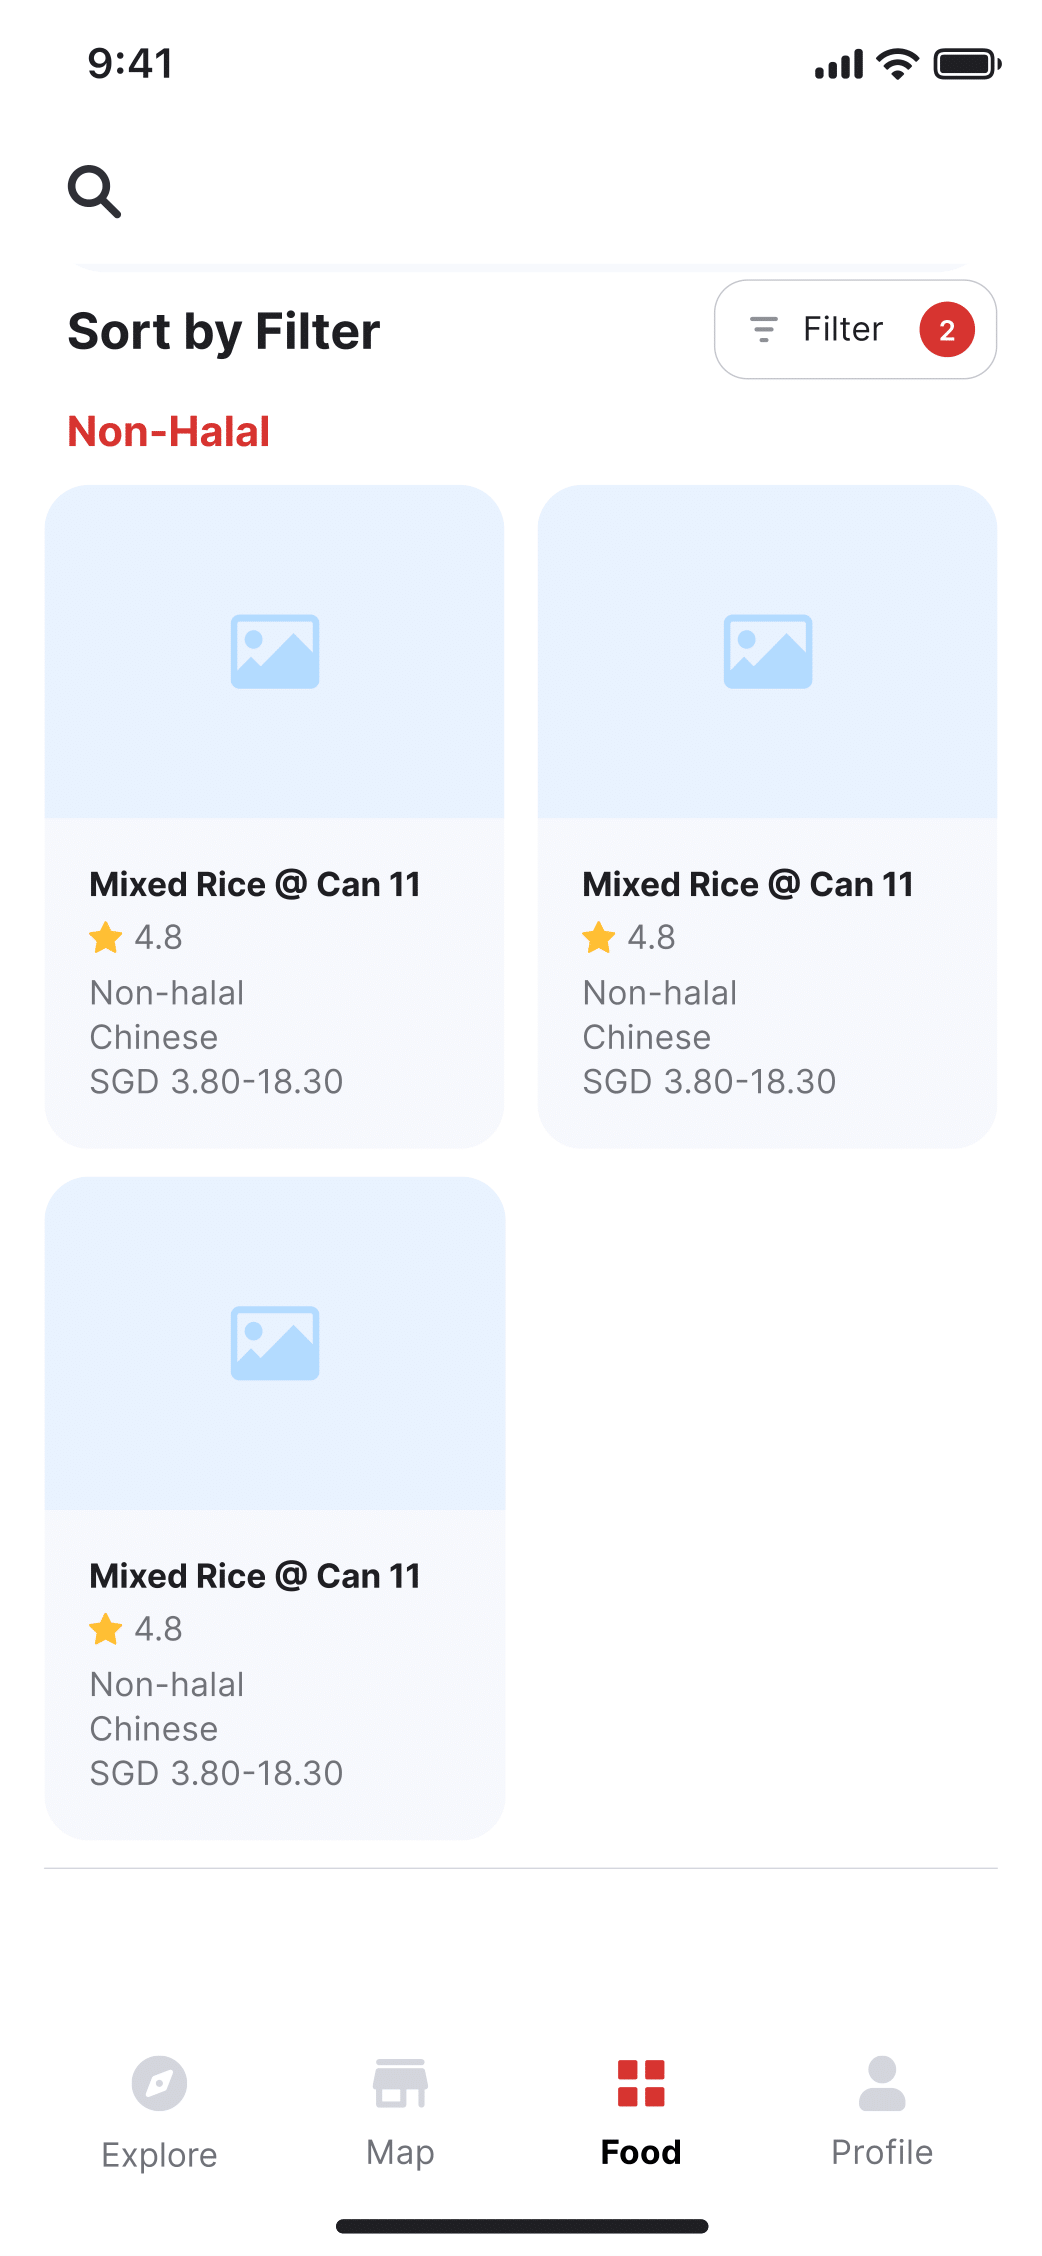 9:41
Sort by Filter
Filter
2
Non-Halal
Mixed Rice @ Can 11
4.8
Non-halal
Chinese
SGD 3.80-18.30
Mixed Rice @ Can 11
4.8
Non-halal
Chinese
SGD 3.80-18.30
Mixed Rice @ Can 11
4.8
Non-halal
Chinese
SGD 3.80-18.30
Explore
Map
Food
Profile